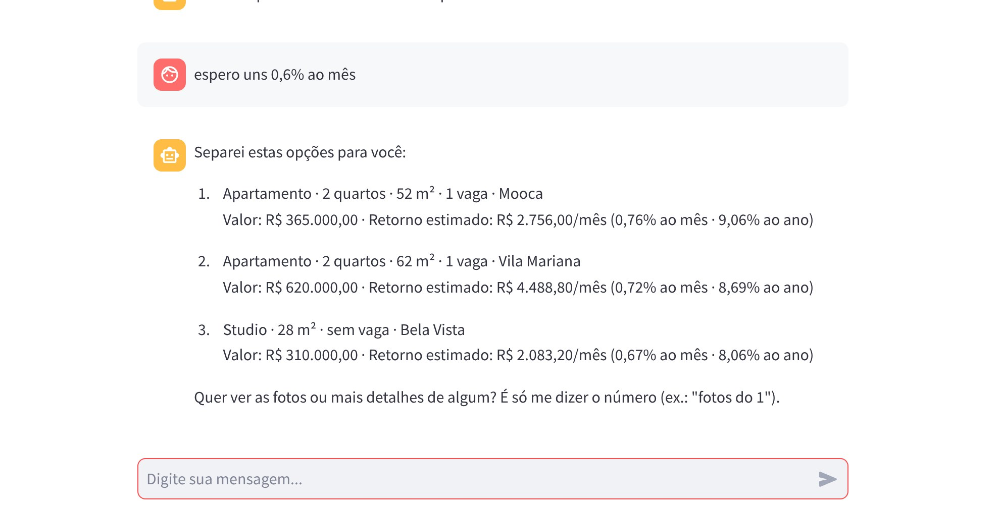 espero uns 0,6% ao mês
Separei estas opções para você:
1. Apartamento · 2 quartos · 52 m² · 1 vaga · Mooca
Valor: R$ 365.000,00 · Retorno estimado: R$ 2.756,00/mês (0,76% ao mês · 9,06% ao ano)
2. Apartamento · 2 quartos · 62 m² · 1 vaga · Vila Mariana
Valor: R$ 620.000,00 · Retorno estimado: R$ 4.488,80/mês (0,72% ao mês · 8,69% ao ano)
3. Studio · 28 m² · sem vaga · Bela Vista
Valor: R$ 310.000,00 · Retorno estimado: R$ 2.083,20/mês (0,67% ao mês · 8,06% ao ano)
Quer ver as fotos ou mais detalhes de algum? É só me dizer o número (ex.: "fotos do 1").
Digite sua mensagem...